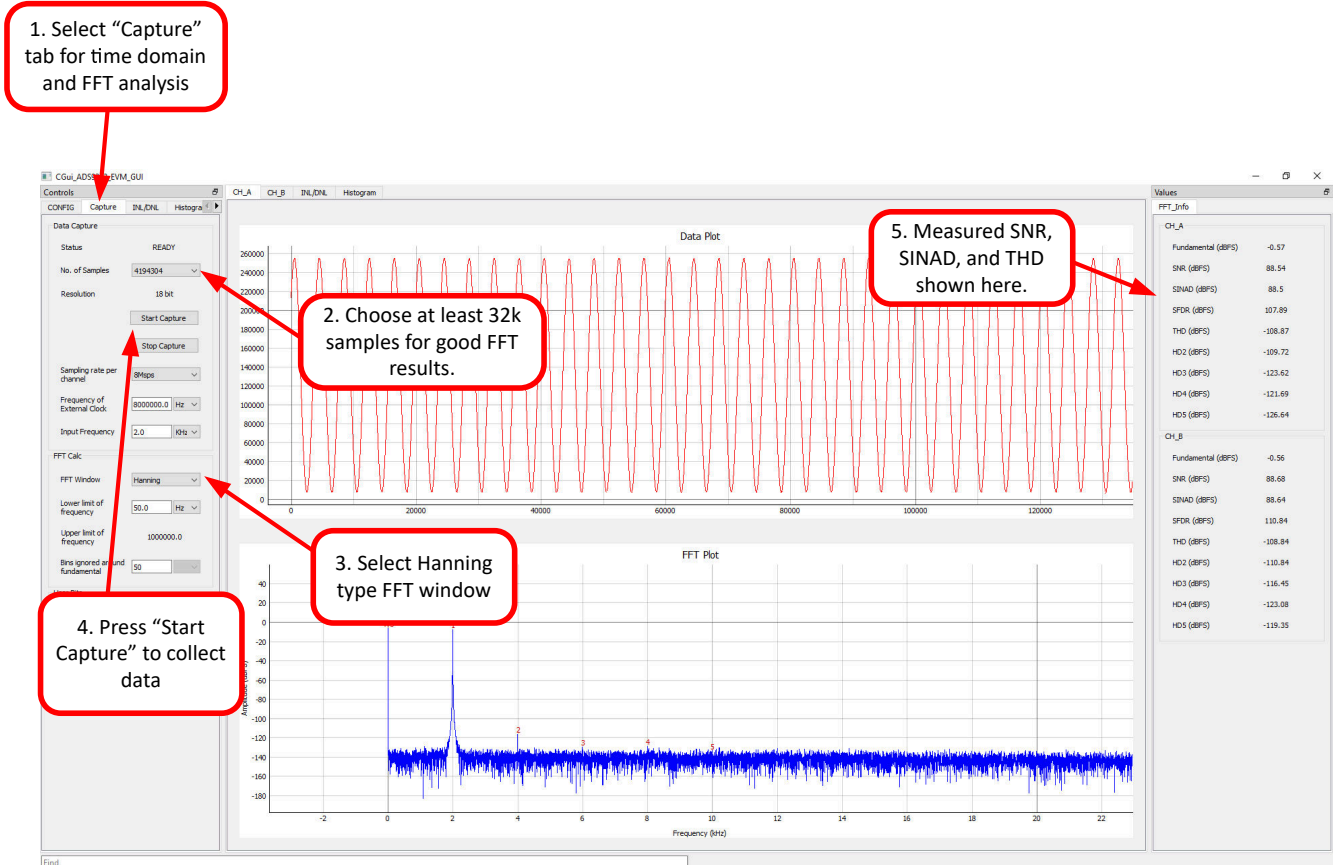 1. Select “Capture”
tab for time domain
and FFT analysis
CONFIG
Capture
INL/DNL
Controls
Data Capture
Status
READY
No. of Samples
4194304
Resolution
18 bit
Start Capture
Stop Capture
Sampling rate per
channel
8Msps
Frequency of
External Clock
8000000.0
Hz
Input Frequency
2.0
KHz
FFT Calc
FFT Window
Hanning
Lower limit of
frequency
50.0
Hz
Upper limit of
frequency
1000000.0
Bins ignored around
fundamental
50
4. Press “Start
Capture” to collect
data
Find
CH_A
CH_B
INL/DNL
Histogram
Data Plot
260000
240000
220000
200000
180000
160000
140000
120000
100000
80000
60000
40000
20000
0
0
20000
40000
60000
80000
100000
120000
2. Choose at least 32k
samples for good FFT
results.
5. Measured SNR,
SINAD, and THD
shown here.
3. Select Hanning
type FFT window
FFT Plot
40
20
0
-20
-40
-60
-80
-100
-120
-140
-160
-180
1
2
3
4
5
-2
0
2
4
6
8
10
12
14
16
18
20
22
Frequency (kHz)
Values
FFT_Info
CH_A
Fundamental (dBFS) -0.57
SNR (dBFS) 88.54
SINAD (dBFS) 88.5
SFDR (dBFS) 107.89
THD (dBFS) -108.87
HD2 (dBFS) -109.72
HD3 (dBFS) -123.62
HD4 (dBFS) -121.69
HD5 (dBFS) -126.64
CH_B
Fundamental (dBFS) -0.56
SNR (dBFS) 88.68
SINAD (dBFS) 88.64
SFDR (dBFS) 110.84
THD (dBFS) -108.84
HD2 (dBFS) -110.84
HD3 (dBFS) -116.45
HD4 (dBFS) -123.08
HD5 (dBFS) -119.35